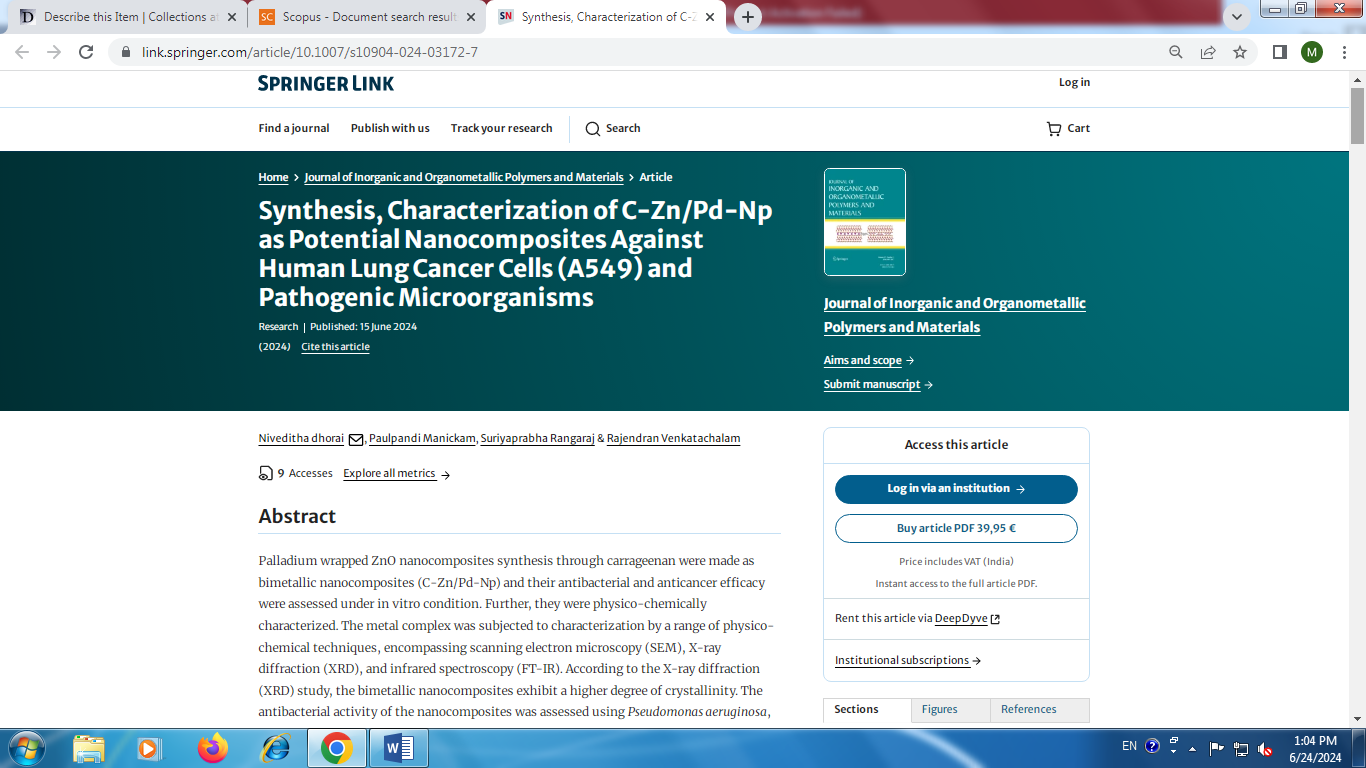 Describe this Item | Collections at
Scopus - Document search result
Synthesis, Characterization of C-Z
link.springer.com/article/10.1007/s10904-024-03172-7
M
SPRINGER LINK
Log in
Find a journal Publish with us Track your research Search Cart
Home > Journal of Inorganic and Organometallic Polymers and Materials > Article
Synthesis, Characterization of C-Zn/Pd-Np
as Potential Nanocomposites Against
Human Lung Cancer Cells (A549) and
Pathogenic Microorganisms
Research | Published: 15 June 2024
(2024) Cite this article
JOURNAL OF
INORGANIC AND
ORGANOMETALLIC
POLYMERS AND
MATERIALS
Journal of Inorganic and Organometallic
Polymers and Materials
Aims and scope →
Submit manuscript →
Niveditha dhorai, Paulpandi Manickam, Suriyaprabha Rangaraj & Rajendran Venkatachalam
9 Accesses Explore all metrics →
Abstract
Palladium wrapped ZnO nanocomposites synthesis through carrageenan were made as
bimetallic nanocomposites (C-Zn/Pd-Np) and their antibacterial and anticancer efficacy
were assessed under in vitro condition. Further, they were physico-chemically
characterized. The metal complex was subjected to characterization by a range of physico-
chemical techniques, encompassing scanning electron microscopy (SEM), X-ray
diffraction (XRD), and infrared spectroscopy (FT-IR). According to the X-ray diffraction
(XRD) study, the bimetallic nanocomposites exhibit a higher degree of crystallinity. The
antibacterial activity of the nanocomposites was assessed using Pseudomonas aeruginosa,
Access this article
Log in via an institution →
Buy article PDF 39,95 €
Price includes VAT (India)
Instant access to the full article PDF.
Rent this article via DeepDyve
Institutional subscriptions →
Sections Figures References
EN
1:04 PM
6/24/2024